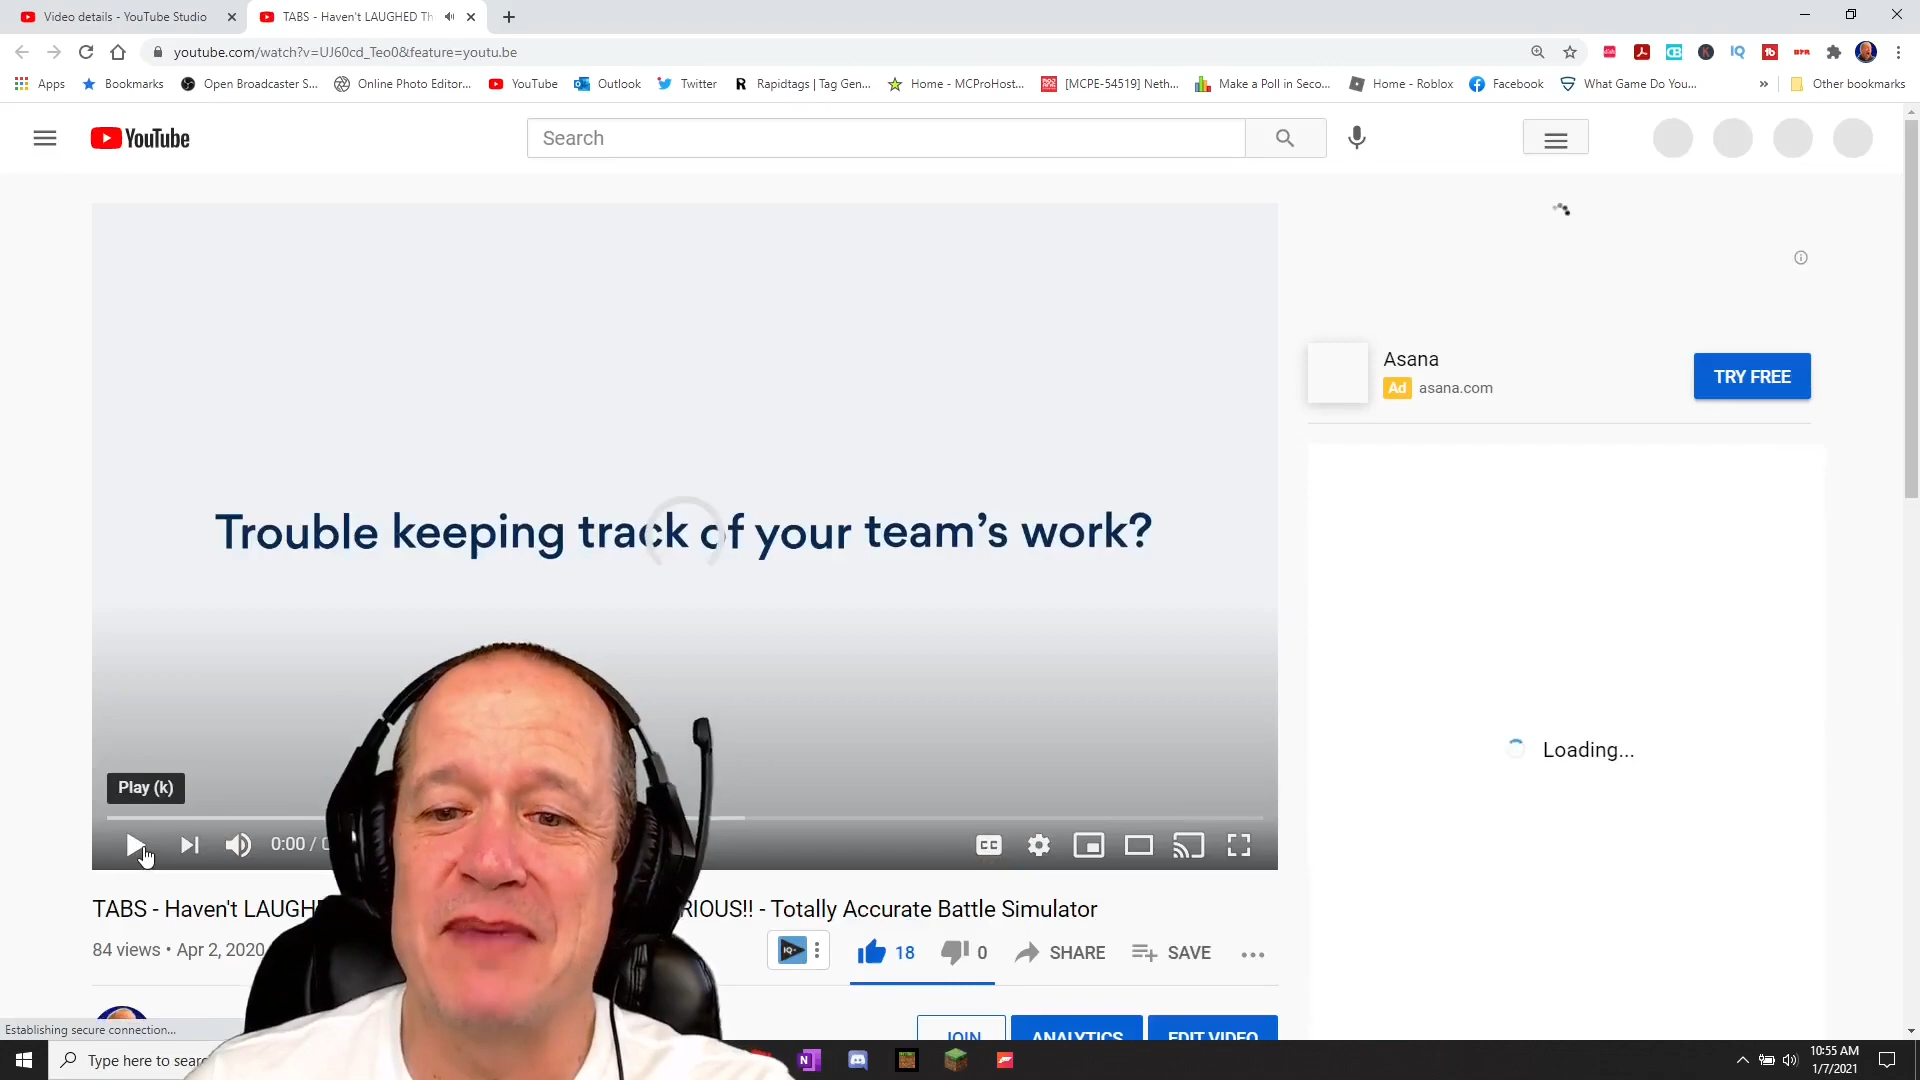 Video details - YouTube Studio
TABS - Haven't LAUGHED Th
youtube.com/watch?v=UJ60cd_Teo0&feature=youtu.be
Apps
Bookmarks
Open Broadcaster S...
Online Photo Editor...
YouTube
Outlook
Twitter
Rapidtags | Tag Gen...
Home - MCProHost...
[MCPE-54519] Neth...
Make a Poll in Seco...
Home - Roblox
Facebook
What Game Do You...
»
Other bookmarks
YouTube
Search
Trouble keeping track of your team's work?
Asana
Ad asana.com
TRY FREE
Loading...
Play (k)
0:00 /
CC
TABS - Haven't LAUGH RIOUS!! - Totally Accurate Battle Simulator
84 views • Apr 2, 2020
IQ
18
0
SHARE
SAVE
JOIN
ANALYTICS
EDIT VIDEO
Establishing secure connection...
Type here to searc
10:55 AM
1/7/2021